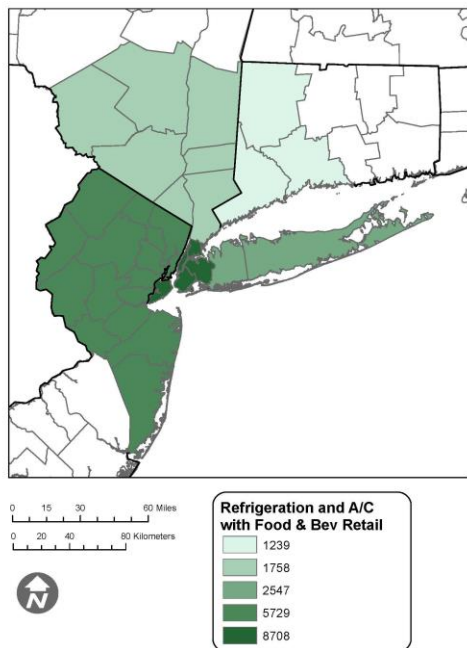 0 15 30 60 Miles
0 20 40 80 Kilometers
N
Refrigeration and A/C
with Food & Bev Retail
1239
1758
2547
5729
8708